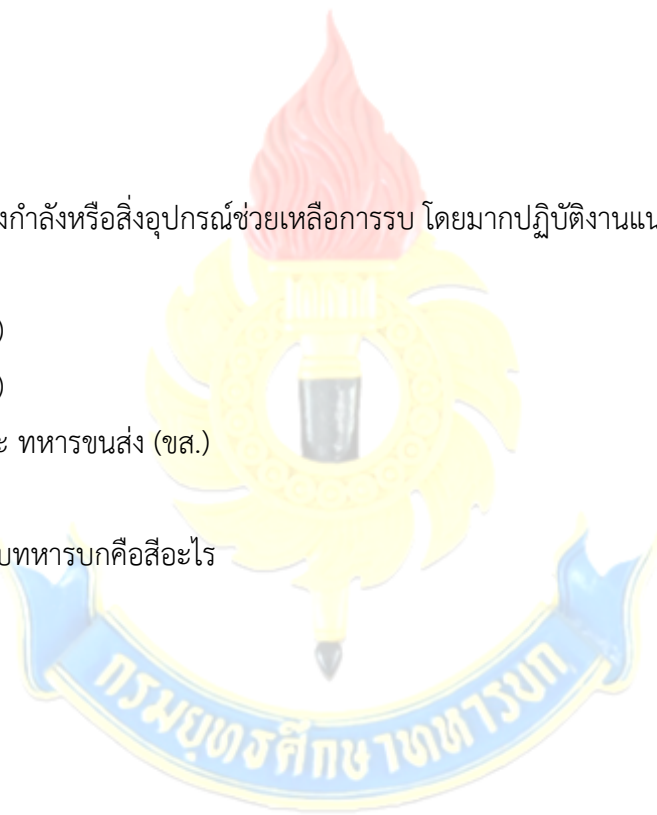 งกำลังหรือสิ่งอุปกรณ์ช่วยเหลือการรบ โดยมากปฏิบัติงานแน
)
)
ะ ทหารขนส่ง (ขส.)
บทหารบกคือสีอะไร
กรมยุทธศึกษาทหารบก